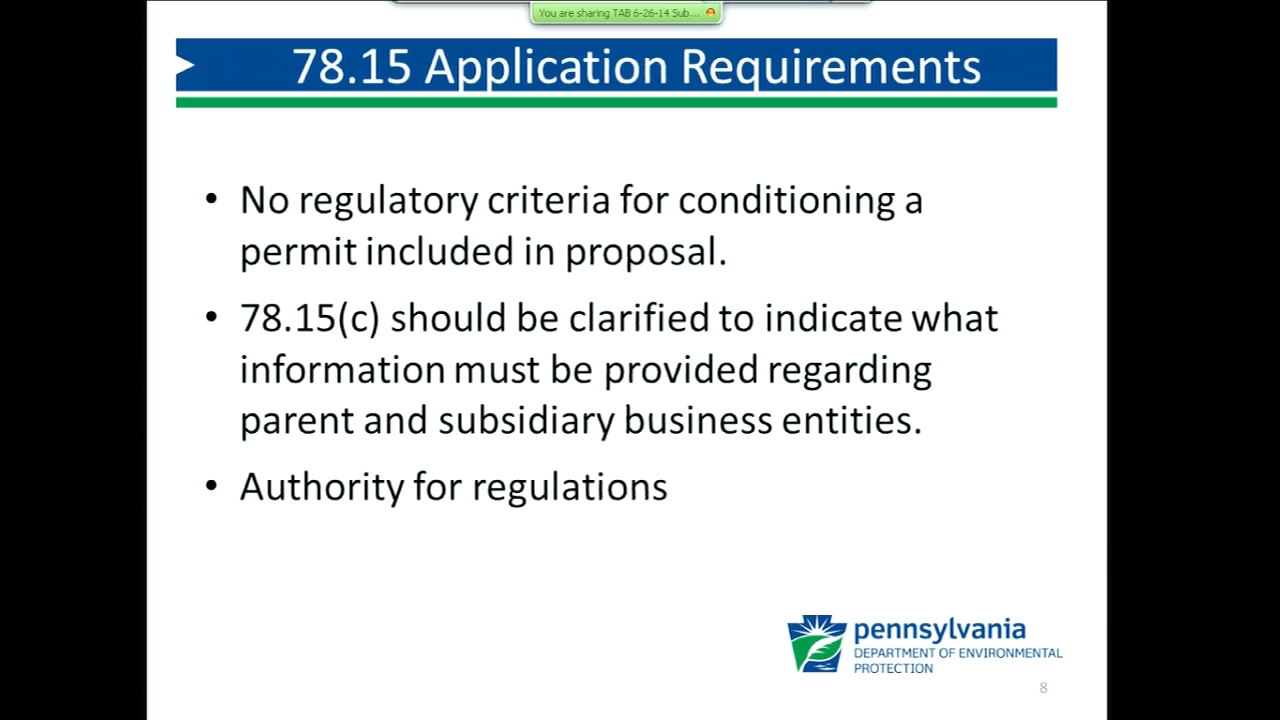 You are sharing TAB 6-26-14 Sub...
78.15 Application Requirements
• No regulatory criteria for conditioning a
permit included in proposal.
• 78.15(c) should be clarified to indicate what
information must be provided regarding
parent and subsidiary business entities.
• Authority for regulations
pennsylvania
DEPARTMENT OF ENVIRONMENTAL
PROTECTION
8